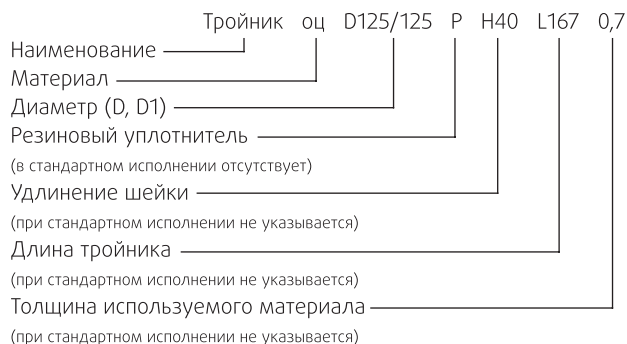 Тройник оц D125/125 Р Н40 L167 0,7
Наименование
Материал
Диаметр (D, D1)
Резиновый уплотнитель
(в стандартном исполнении отсутствует)
Удлинение шейки
(при стандартном исполнении не указывается)
Длина тройника
(при стандартном исполнении не указывается)
Толщина используемого материала
(при стандартном исполнении не указывается)